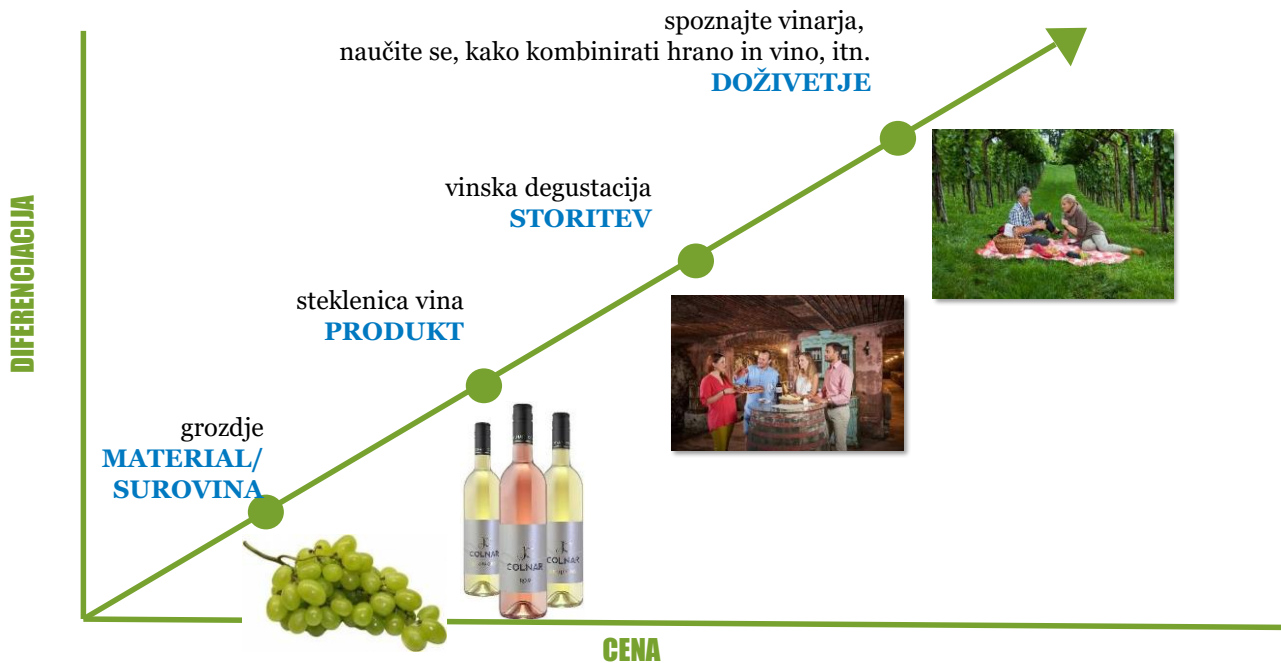 spoznajte vinarja,
naučite se, kako kombinirati hrano in vino, itn.
DOŽIVETJE
vinska degustacija
STORITEV
steklenica vina
PRODUKT
grozdje
MATERIAL/
SUROVINA
DIFERENCIACIJA
COLNAR
COLNAR
COLNAR
CENA